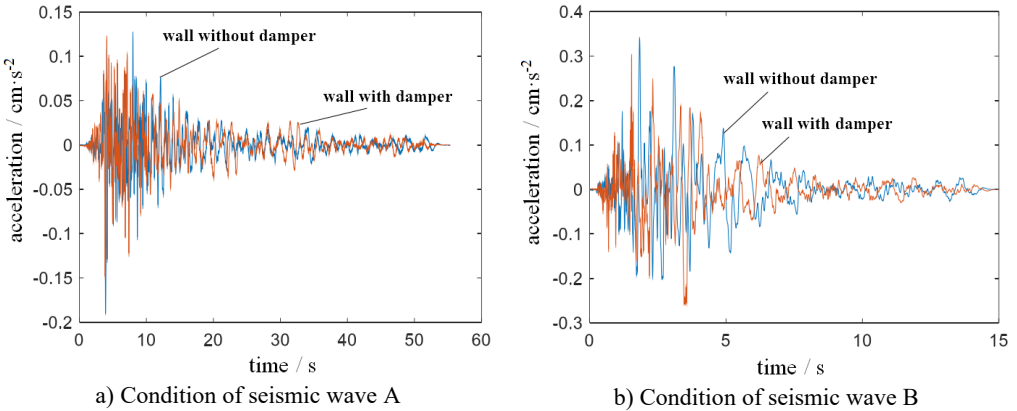 0.15
0.1
0.05
0
-0.05
-0.1
-0.15
-0.2
acceleration / cm·s⁻²
wall without damper
wall with damper
0 10 20 30 40 50 60
time / s
a) Condition of seismic wave A
0.4
0.3
0.2
0.1
0
-0.1
-0.2
-0.3
acceleration / cm·s⁻²
wall without damper
wall with damper
0 5 10 15
time / s
b) Condition of seismic wave B